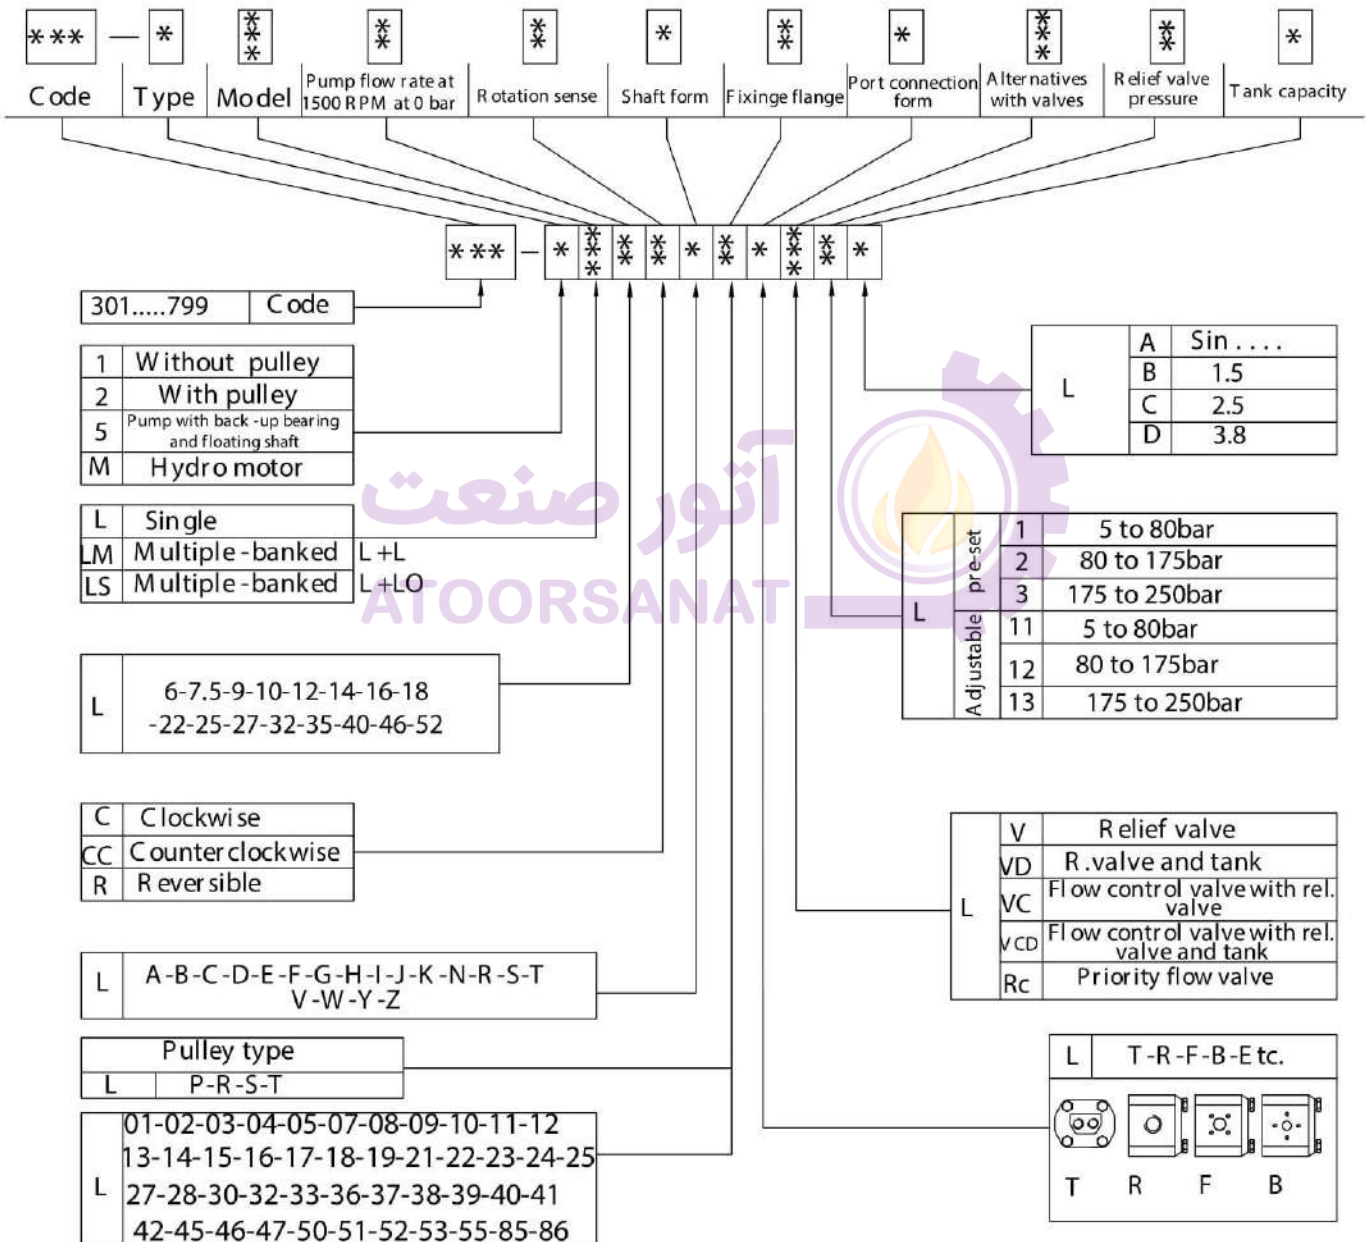 *** — * *** ** ** * ** * *** ** *
Code
Type
Model
Pump flow rate at
1500 RPM at 0 bar
Rotation sense
Shaft form
Fixinge flange
Port connection
form
Alternatives
with valves
Relief valve
pressure
Tank capacity
*** — * *** ** ** * ** * *** ** *
301.....799 Code
1 Without pulley
2 With pulley
5 Pump with back-up bearing
and floating shaft
M Hydro motor
L Single
LM Multiple-banked L+L
LS Multiple-banked L+LO
L
6-7.5-9-10-12-14-16-18
-22-25-27-32-35-40-46-52
C Clockwise
CC Counter clockwise
R Reversible
L
A-B-C-D-E-F-G-H-I-J-K-N-R-S-T
V-W-Y-Z
Pulley type
L P-R-S-T
L
01-02-03-04-05-07-08-09-10-11-12
13-14-15-16-17-18-19-21-22-23-24-25
27-28-30-32-33-36-37-38-39-40-41
42-45-46-47-50-51-52-53-55-85-86
L
A Sin ....
B 1.5
C 2.5
D 3.8
L
pre-set
1 5 to 80bar
2 80 to 175bar
3 175 to 250bar
Adjustable
11 5 to 80bar
12 80 to 175bar
13 175 to 250bar
L
V Relief valve
VD R.valve and tank
VC Flow control valve with rel.
valve
VCD Flow control valve with rel.
valve and tank
Rc Priority flow valve
L T-R-F-B-Etc.
T R F B
آتور صنعت
ATOORSANAT